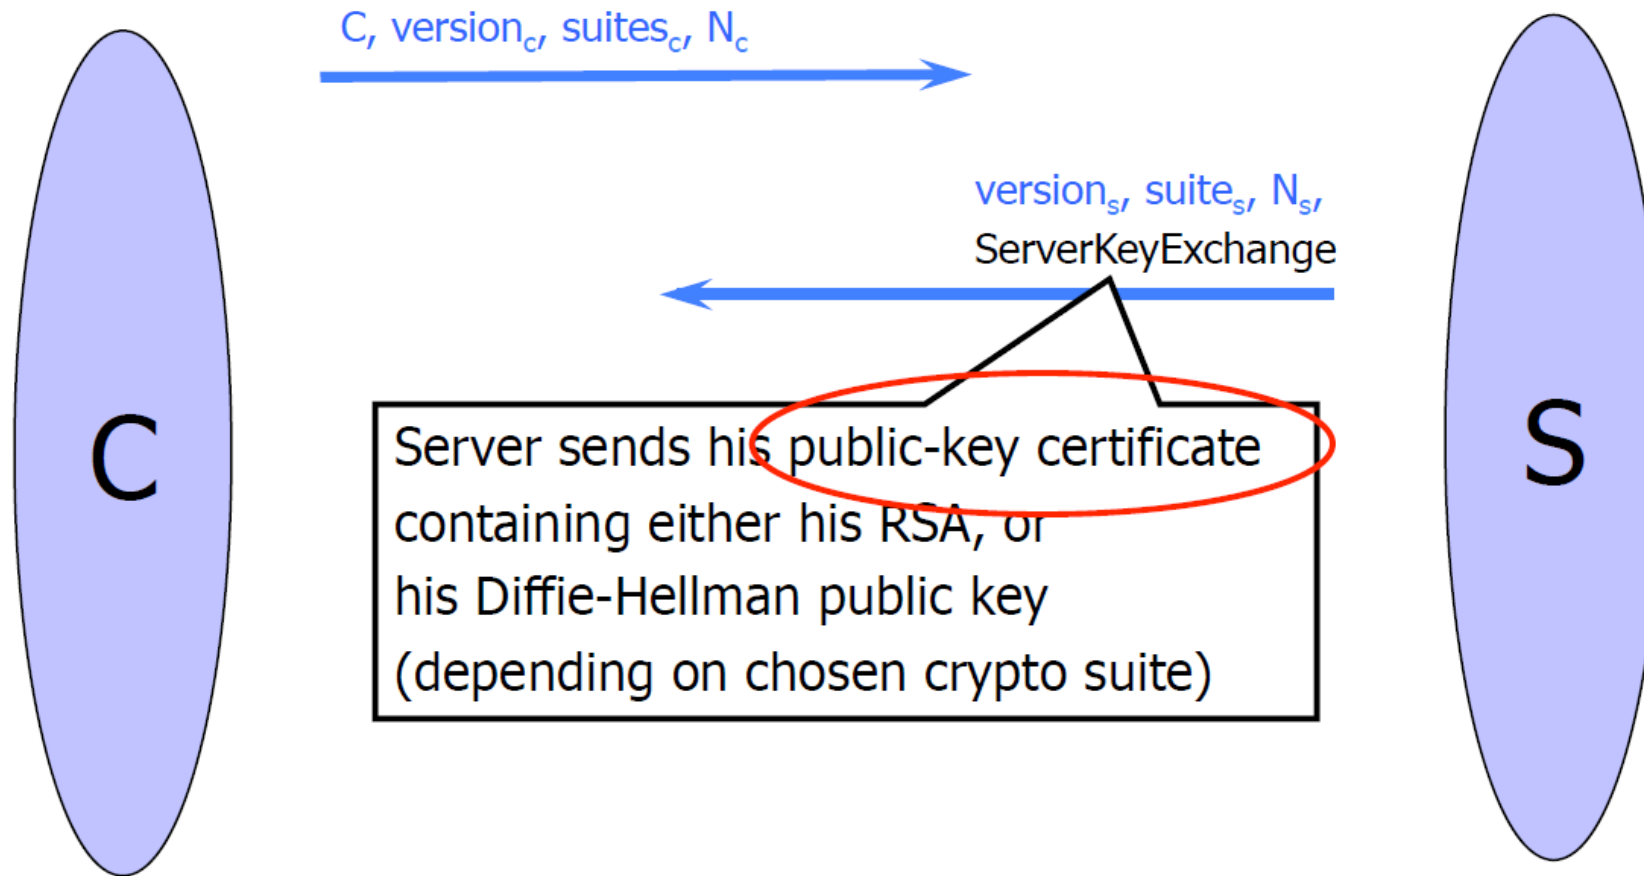 C, version_c, suites_c, N_c
version_s, suite_s, N_s,
ServerKeyExchange
C
S
Server sends his public-key certificate
containing either his RSA, or
his Diffie-Hellman public key
(depending on chosen crypto suite)